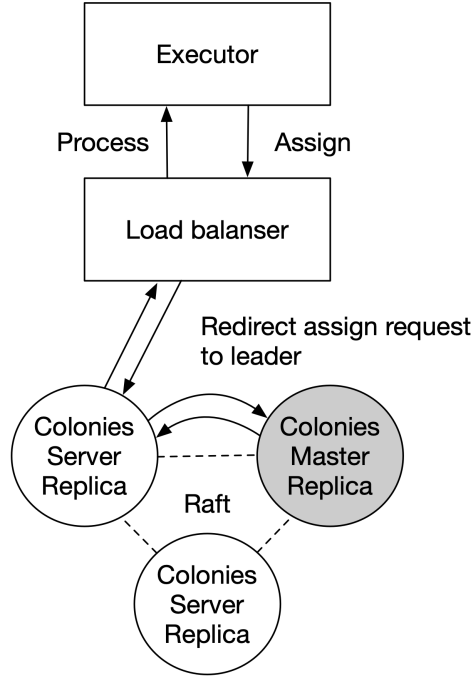 Executor
Process
Assign
Load balanser
Redirect assign request
to leader
Colonies
Server
Replica
Colonies
Master
Replica
Raft
Colonies
Server
Replica